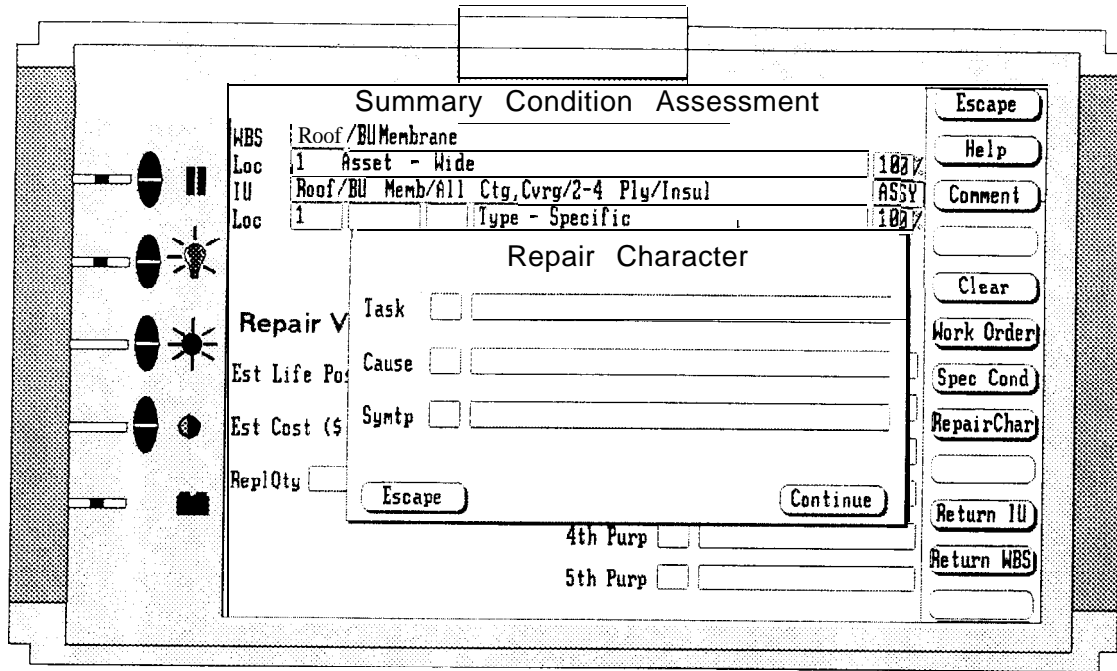 Summary Condition Assessment
WBS Roof/BUMembrane
Loc 1 Asset - Wide 100%
IU Roof/BU Memb/All Ctg,Cvrg/2-4 Ply/Insul ASSY
Loc 1 Type - Specific 100%
Repair Character
Task
Cause
Symtp
Escape Continue
Repair V
Est Life Pos
Est Cost ($
ReplQty
4th Purp
5th Purp
Escape
Help
Comment
Clear
Work Order
Spec Cond
RepairChar
Return IU
Return WBS